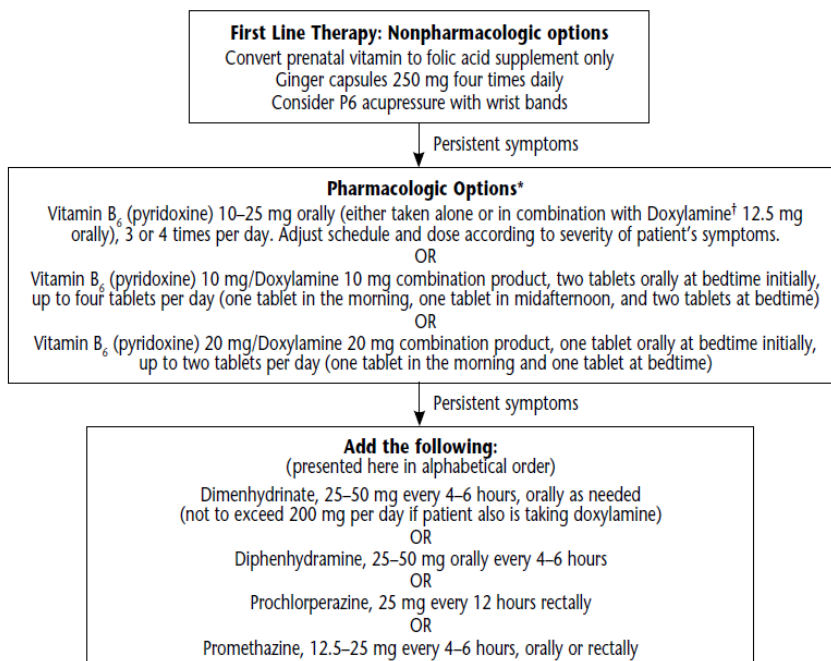 First Line Therapy: Nonpharmacologic options
Convert prenatal vitamin to folic acid supplement only
Ginger capsules 250 mg four times daily
Consider P6 acupressure with wrist bands
Persistent symptoms
Pharmacologic Options*
Vitamin B₆ (pyridoxine) 10–25 mg orally (either taken alone or in combination with Doxylamine† 12.5 mg
orally), 3 or 4 times per day. Adjust schedule and dose according to severity of patient’s symptoms.
OR
Vitamin B₆ (pyridoxine) 10 mg/Doxylamine 10 mg combination product, two tablets orally at bedtime initially,
up to four tablets per day (one tablet in the morning, one tablet in midafternoon, and two tablets at bedtime)
OR
Vitamin B₆ (pyridoxine) 20 mg/Doxylamine 20 mg combination product, one tablet orally at bedtime initially,
up to two tablets per day (one tablet in the morning and one tablet at bedtime)
Persistent symptoms
Add the following:
(presented here in alphabetical order)
Dimenhydrinate, 25–50 mg every 4–6 hours, orally as needed
(not to exceed 200 mg per day if patient also is taking doxylamine)
OR
Diphenhydramine, 25–50 mg orally every 4–6 hours
OR
Prochlorperazine, 25 mg every 12 hours rectally
OR
Promethazine, 12.5–25 mg every 4–6 hours, orally or rectally